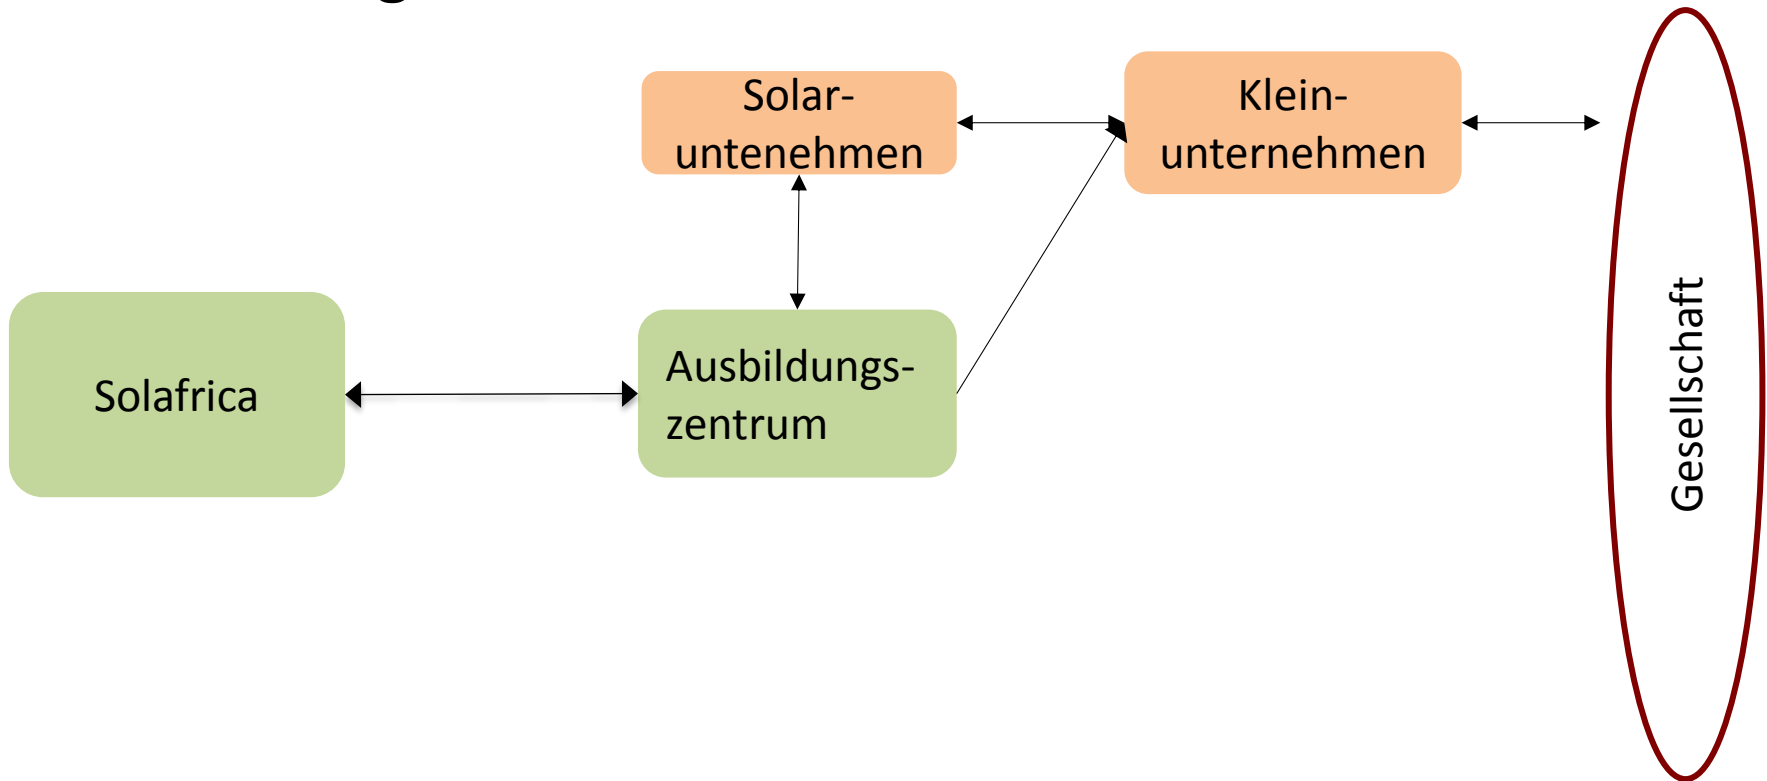 Solar-
untenehmen
Klein-
unternehmen
Solafrica
Ausbildungs-
zentrum
Gesellschaft